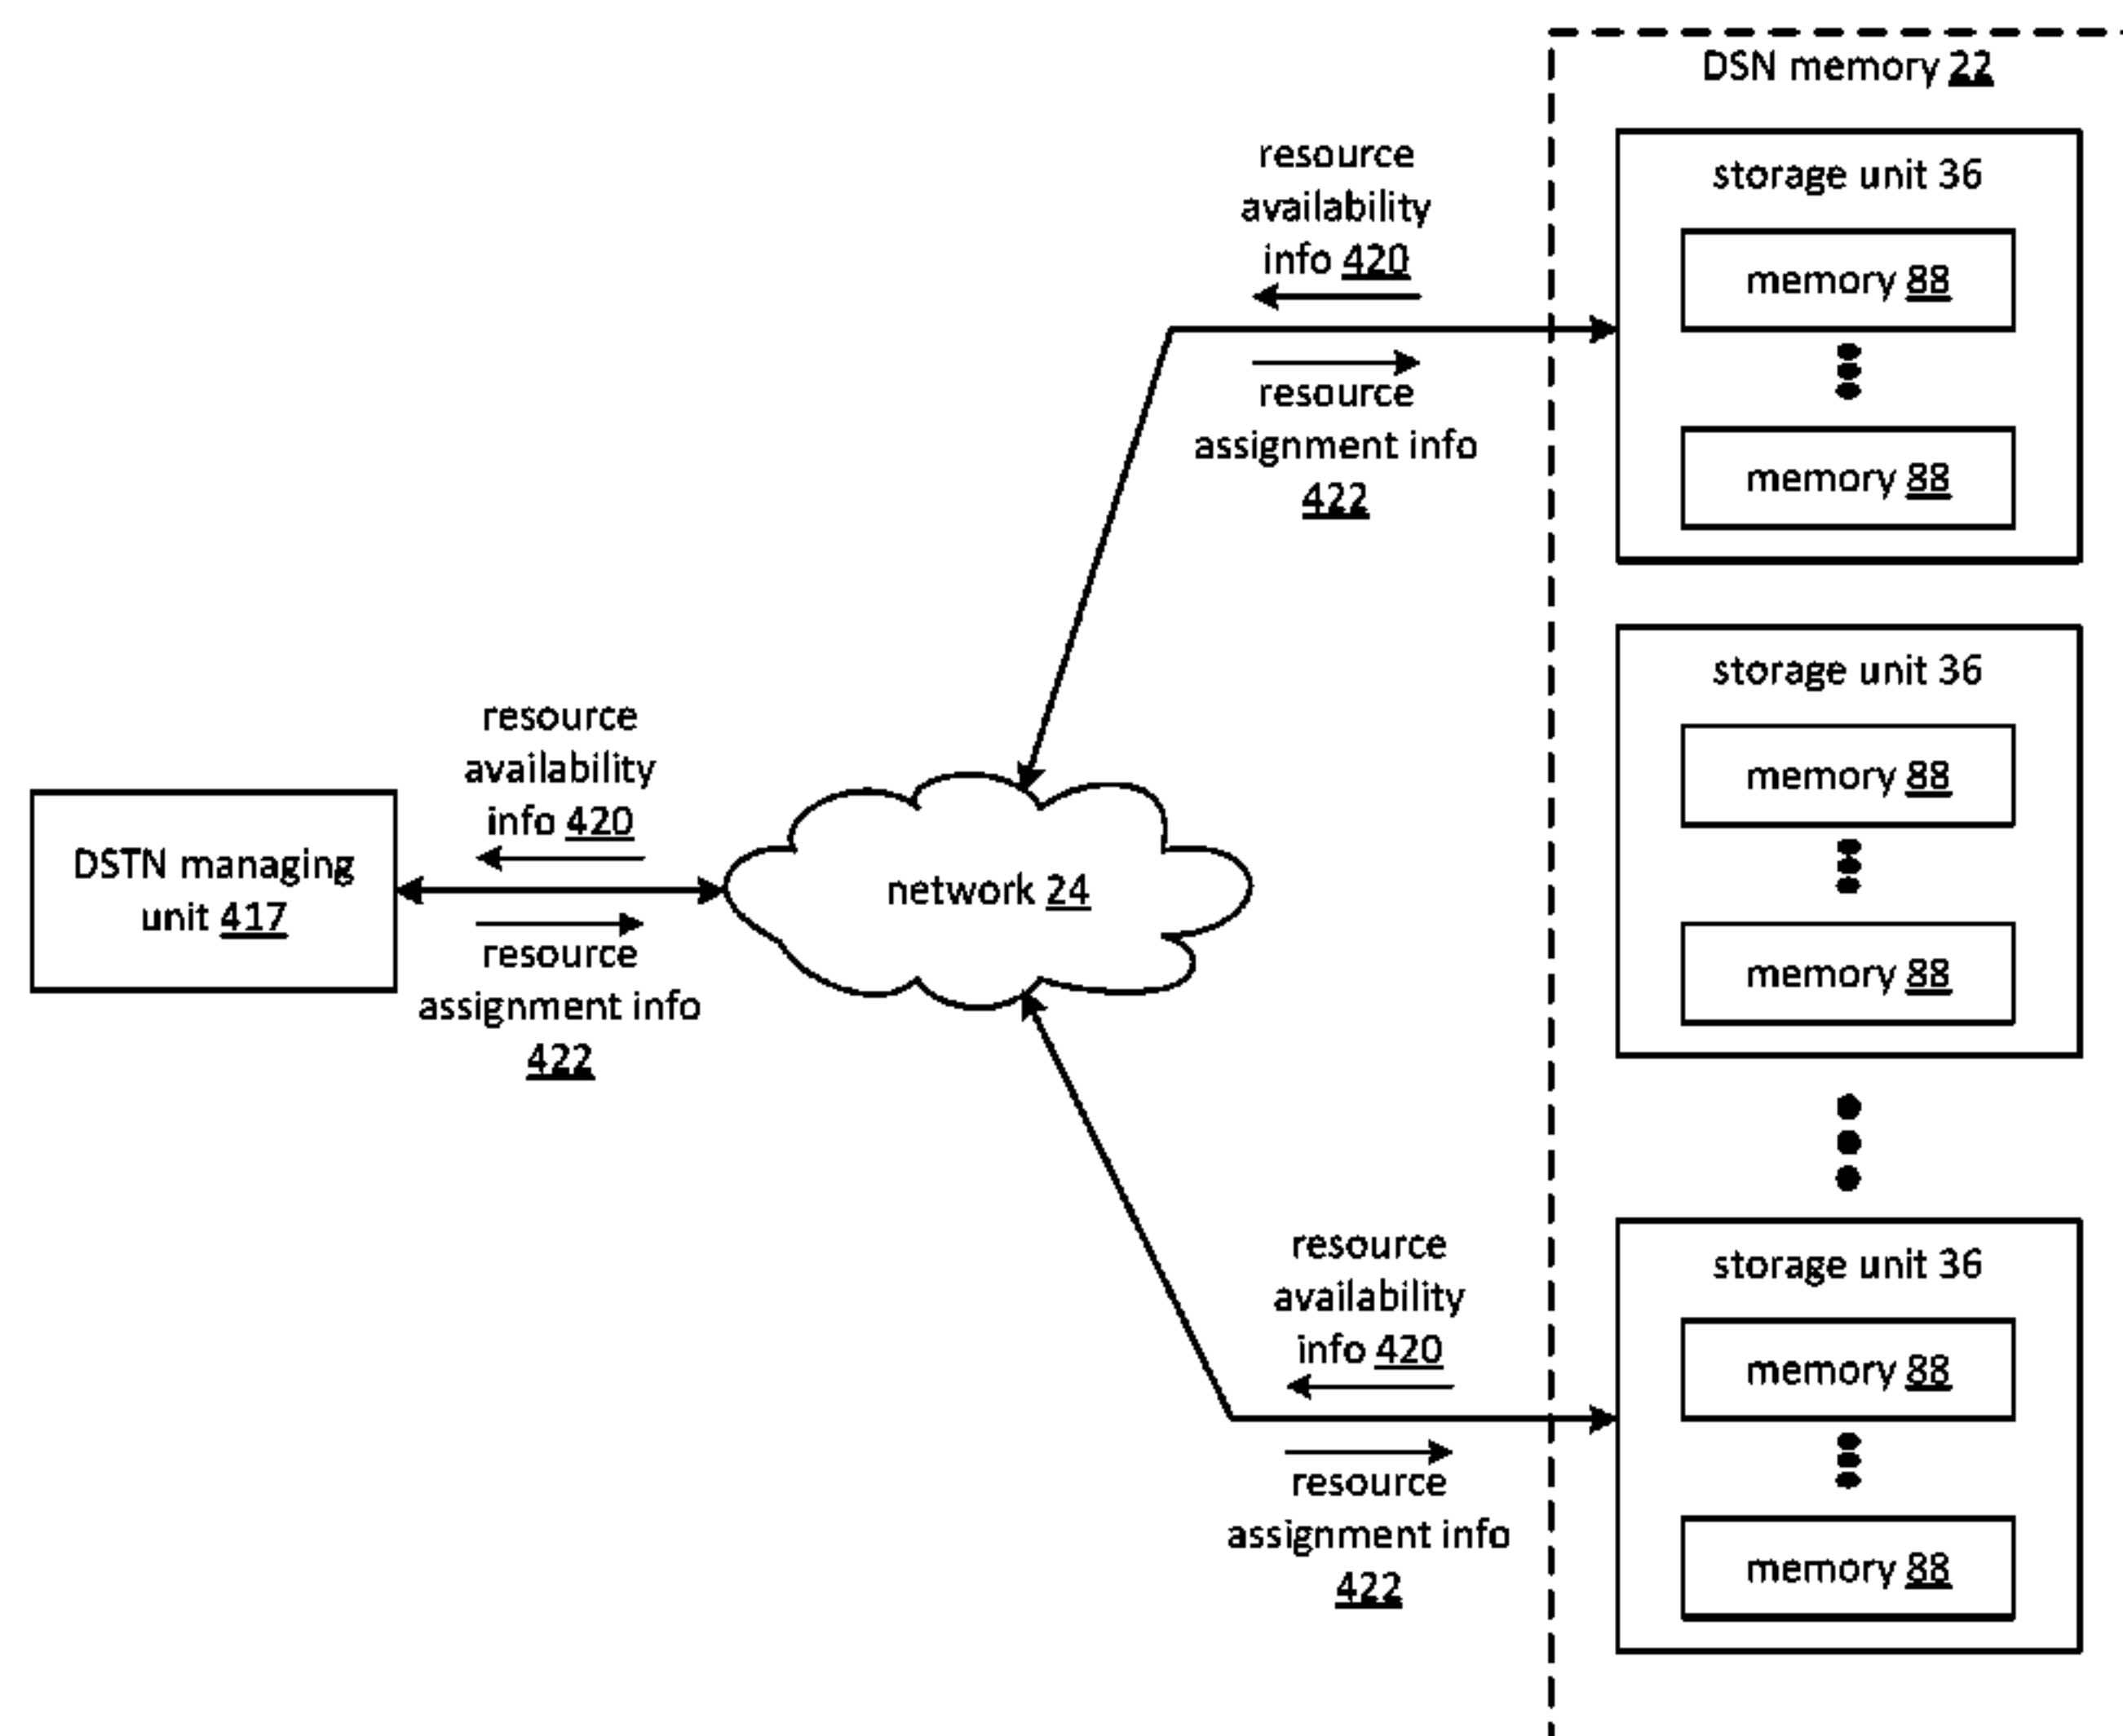 DSN memory 22
resource
availability
info 420
resource
assignment info
422
storage unit 36
memory 88
memory 88
storage unit 36
memory 88
memory 88
resource
availability
info 420
DSTN managing
unit 417
resource
assignment info
422
network 24
resource
availability
info 420
resource
assignment info
422
storage unit 36
memory 88
memory 88